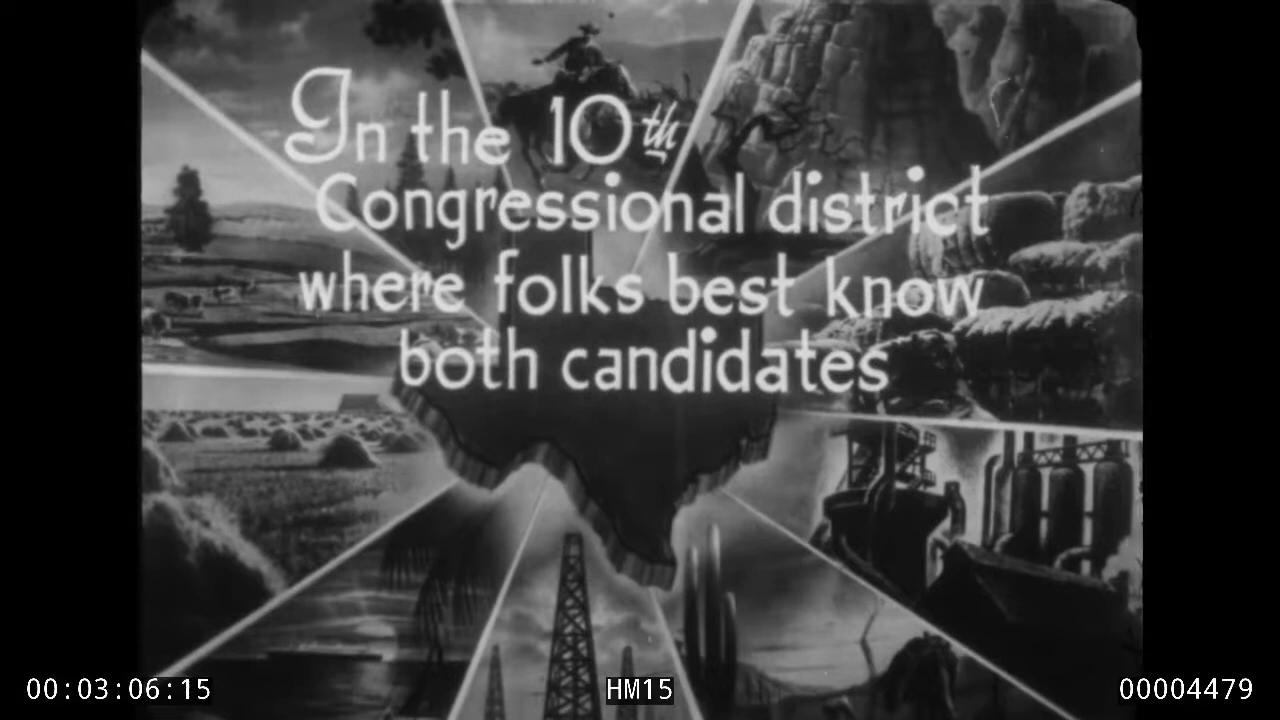 In the 10th
Congressional district
where folks best know
both candidates
00:03:06:15
HM15
00004479